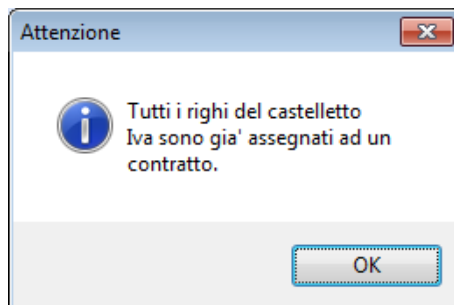 Attenzione
Tutti i righi del castelletto
Iva sono gia' assegnati ad un
contratto.
OK